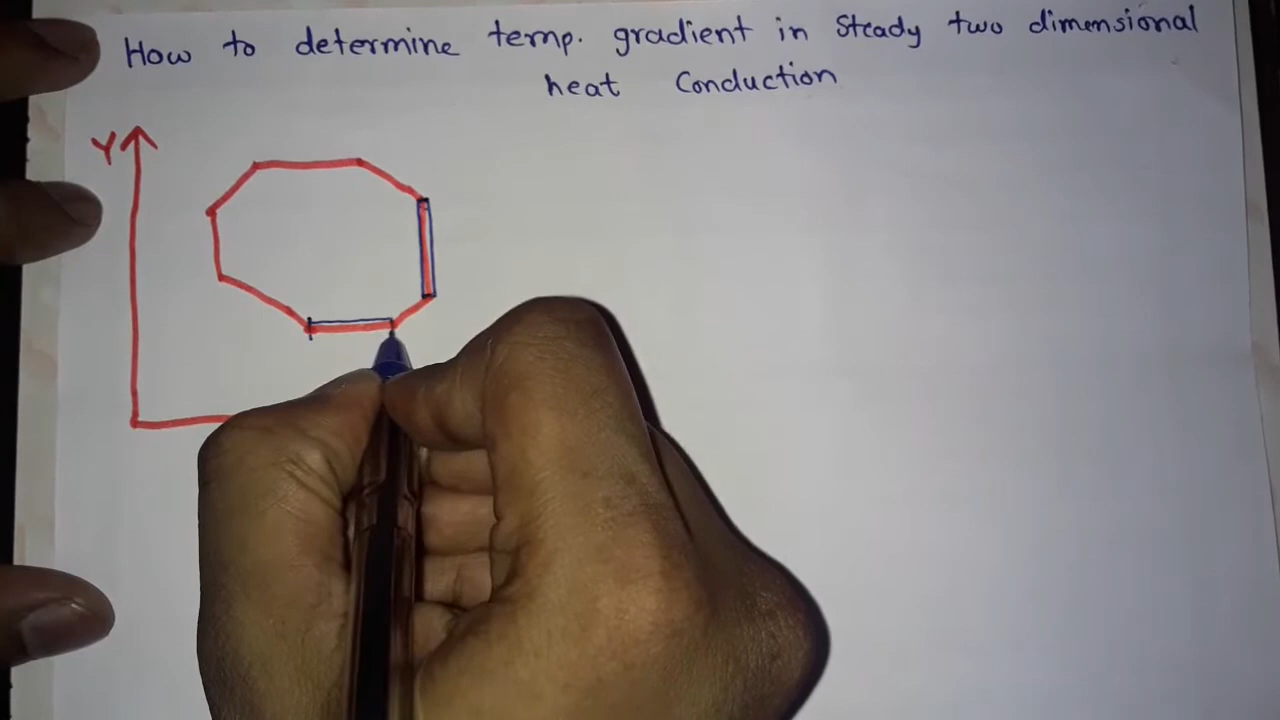 How to determine temp. gradient in Steady two dimensional
heat Conduction
Y